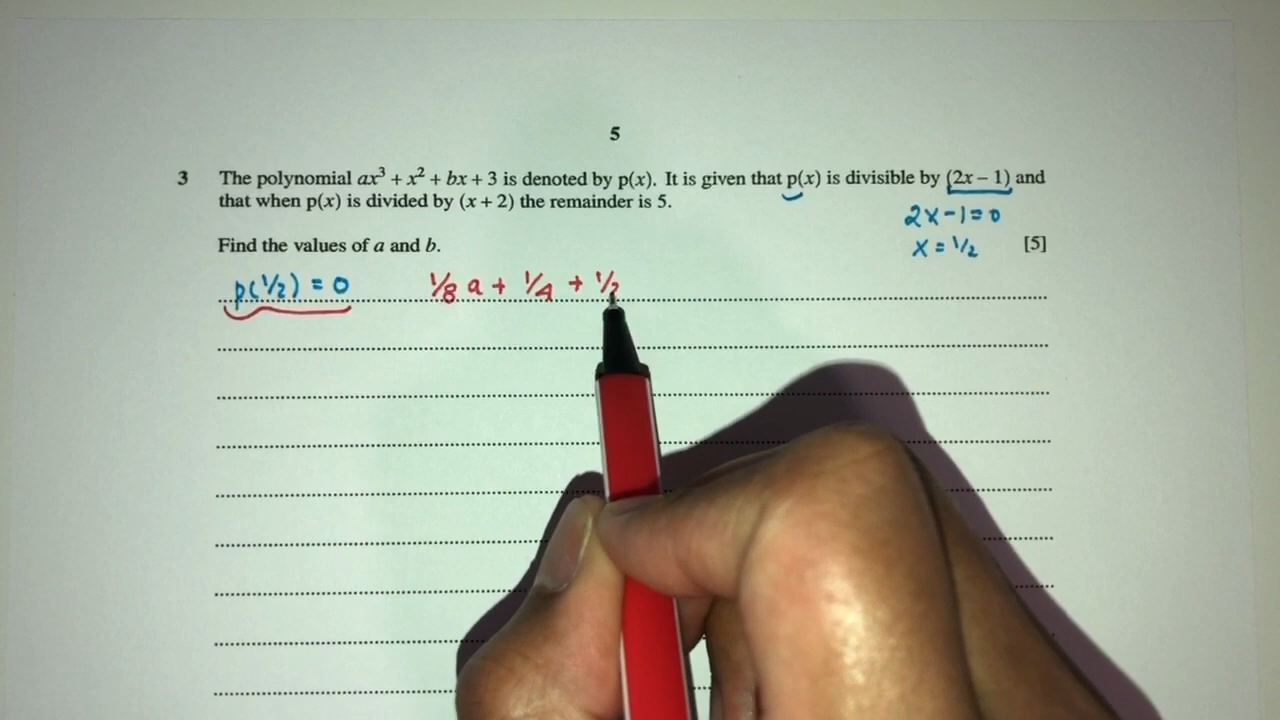 5
3 The polynomial ax³ + x² + bx + 3 is denoted by p(x). It is given that p(x) is divisible by (2x – 1) and
that when p(x) is divided by (x + 2) the remainder is 5.
2x-1=0
Find the values of a and b.
x = 1/2 [5]
p(1/2) = 0 1/8 a + 1/4 + 1/2